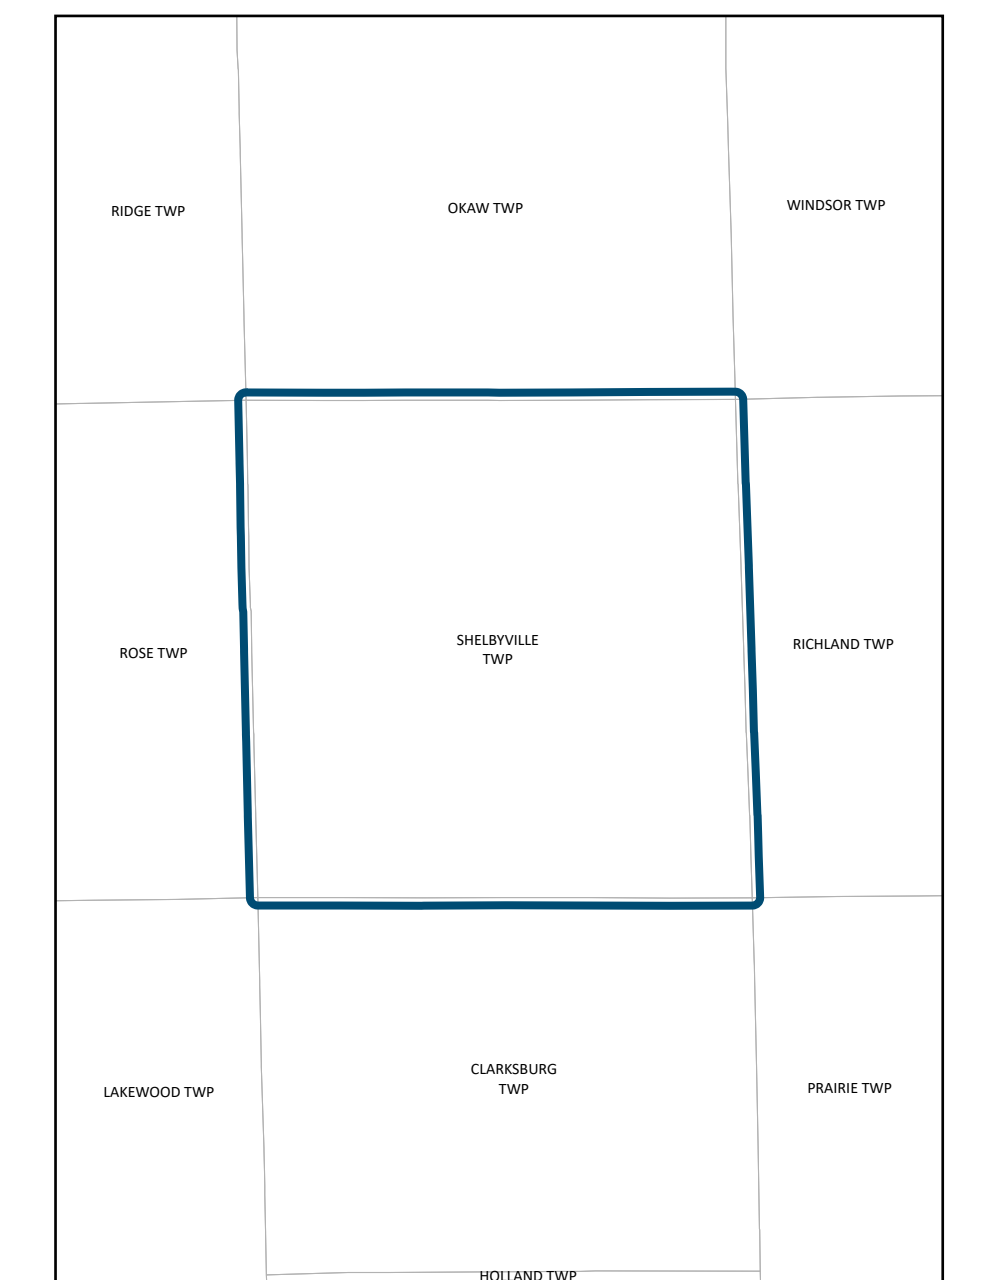 RIDGE TWP
OKAW TWP
WINDSOR TWP
ROSE TWP
SHELBYVILLE
TWP
RICHLAND TWP
LAKEWOOD TWP
CLARKSBURG
TWP
PRAIRIE TWP
HOLLAND TWP